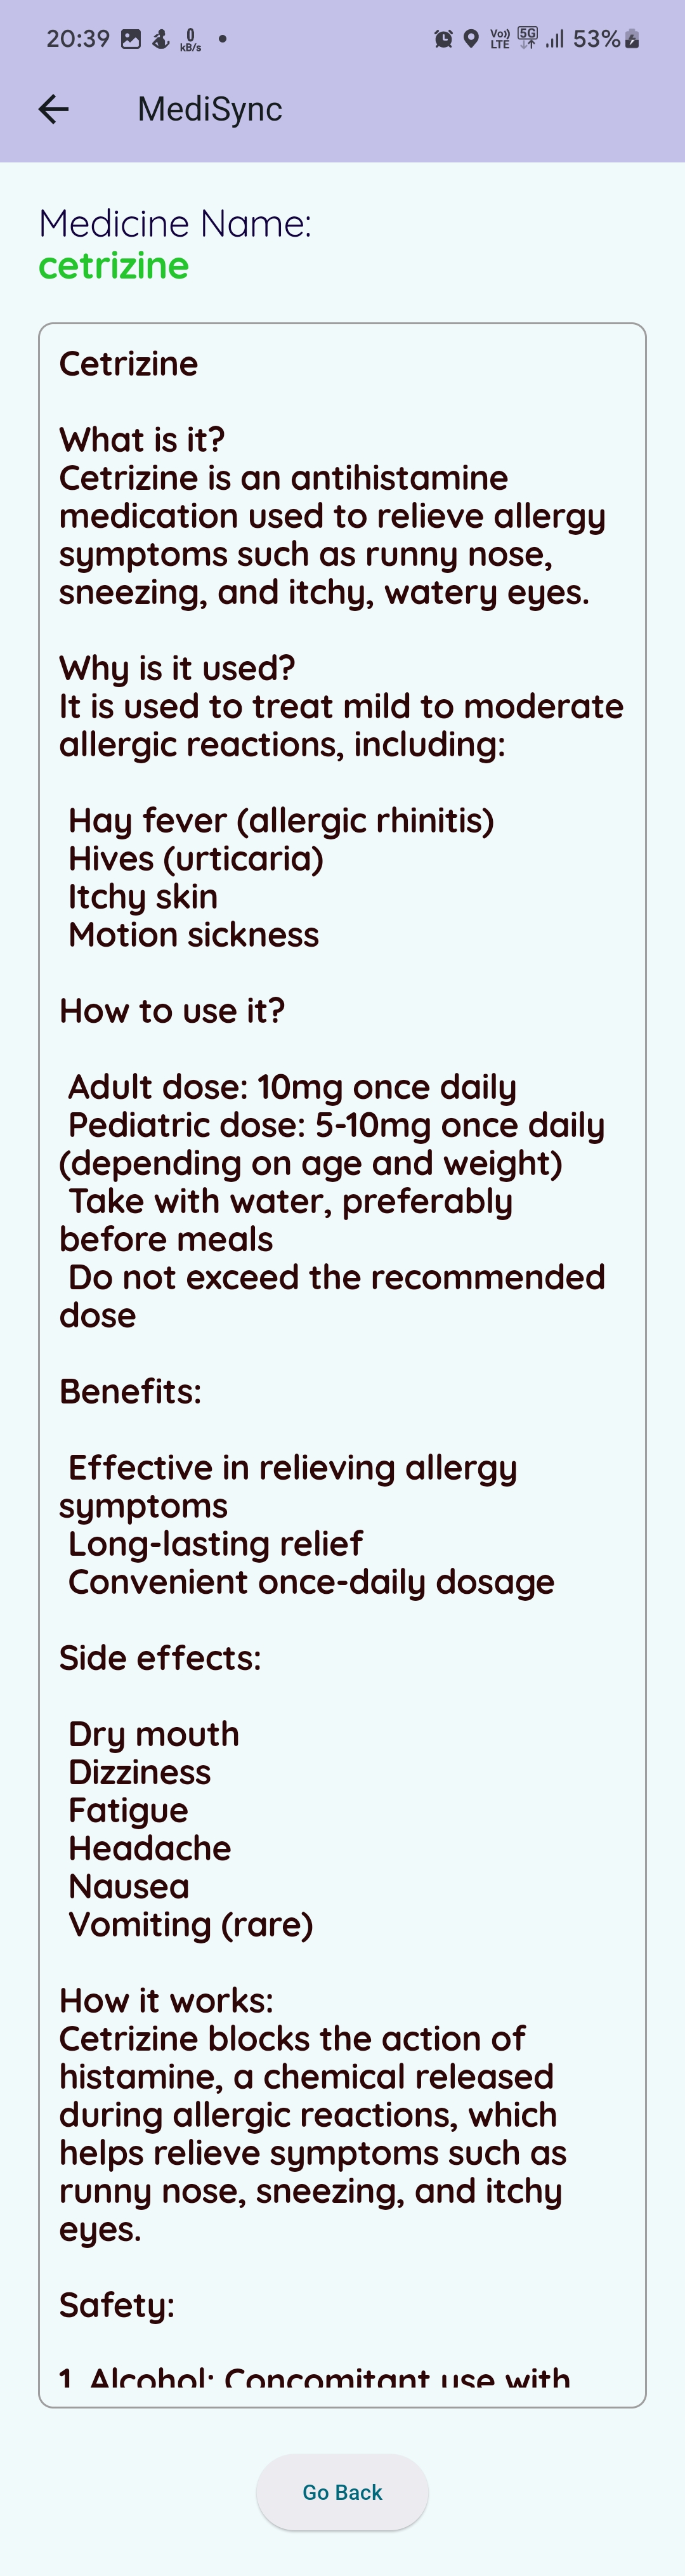 20:39 0 kB/s Vo)) LTE 5G 53%
MediSync
Medicine Name:
cetrizine
Cetrizine
What is it?
Cetrizine is an antihistamine
medication used to relieve allergy
symptoms such as runny nose,
sneezing, and itchy, watery eyes.
Why is it used?
It is used to treat mild to moderate
allergic reactions, including:
Hay fever (allergic rhinitis)
Hives (urticaria)
Itchy skin
Motion sickness
How to use it?
Adult dose: 10mg once daily
Pediatric dose: 5-10mg once daily
(depending on age and weight)
Take with water, preferably
before meals
Do not exceed the recommended
dose
Benefits:
Effective in relieving allergy
symptoms
Long-lasting relief
Convenient once-daily dosage
Side effects:
Dry mouth
Dizziness
Fatigue
Headache
Nausea
Vomiting (rare)
How it works:
Cetrizine blocks the action of
histamine, a chemical released
during allergic reactions, which
helps relieve symptoms such as
runny nose, sneezing, and itchy
eyes.
Safety:
1. Alcohol: Concomitant use with
Go Back